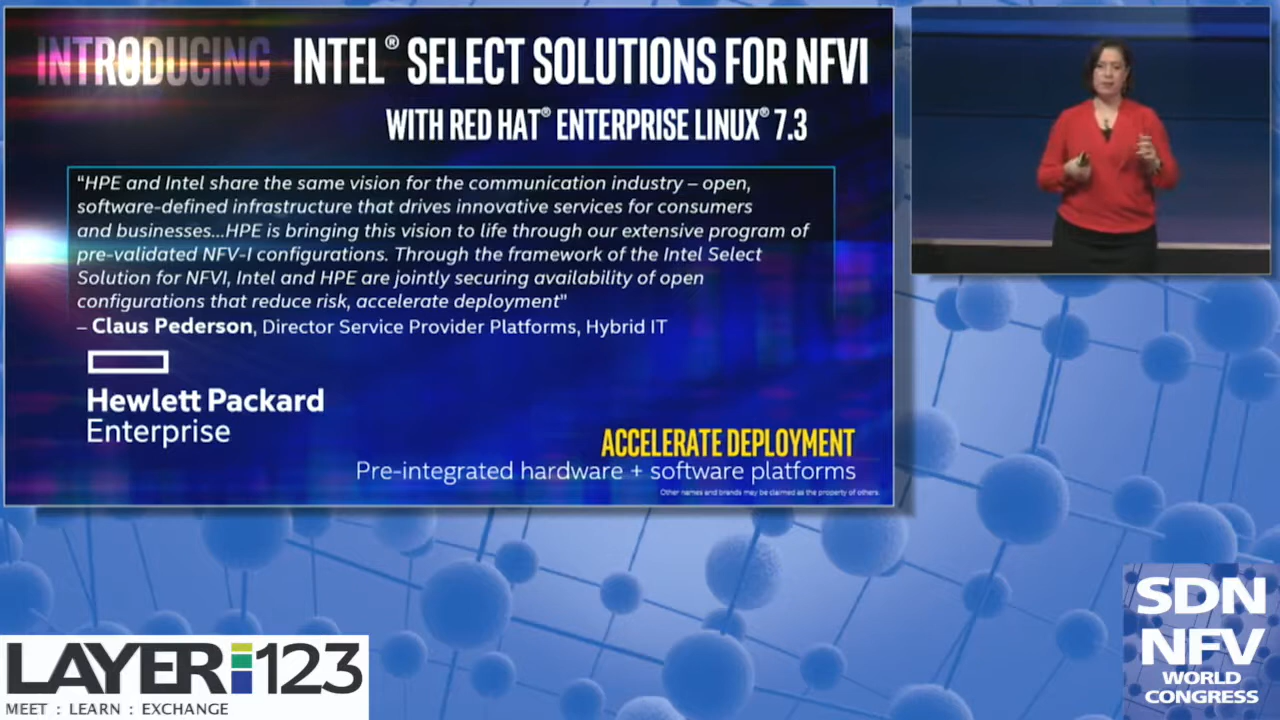 INTRODUCING INTEL® SELECT SOLUTIONS FOR NFVI
WITH RED HAT® ENTERPRISE LINUX® 7.3
“HPE and Intel share the same vision for the communication industry – open,
software-defined infrastructure that drives innovative services for consumers
and businesses...HPE is bringing this vision to life through our extensive program of
pre-validated NFV-I configurations. Through the framework of the Intel Select
Solution for NFVI, Intel and HPE are jointly securing availability of open
configurations that reduce risk, accelerate deployment"
– Claus Pederson, Director Service Provider Platforms, Hybrid IT
Hewlett Packard
Enterprise
ACCELERATE DEPLOYMENT
Pre-integrated hardware + software platforms
Other names and brands may be claimed as the property of others.
LAYER123
MEET : LEARN : EXCHANGE
SDN
NFV
WORLD
CONGRESS